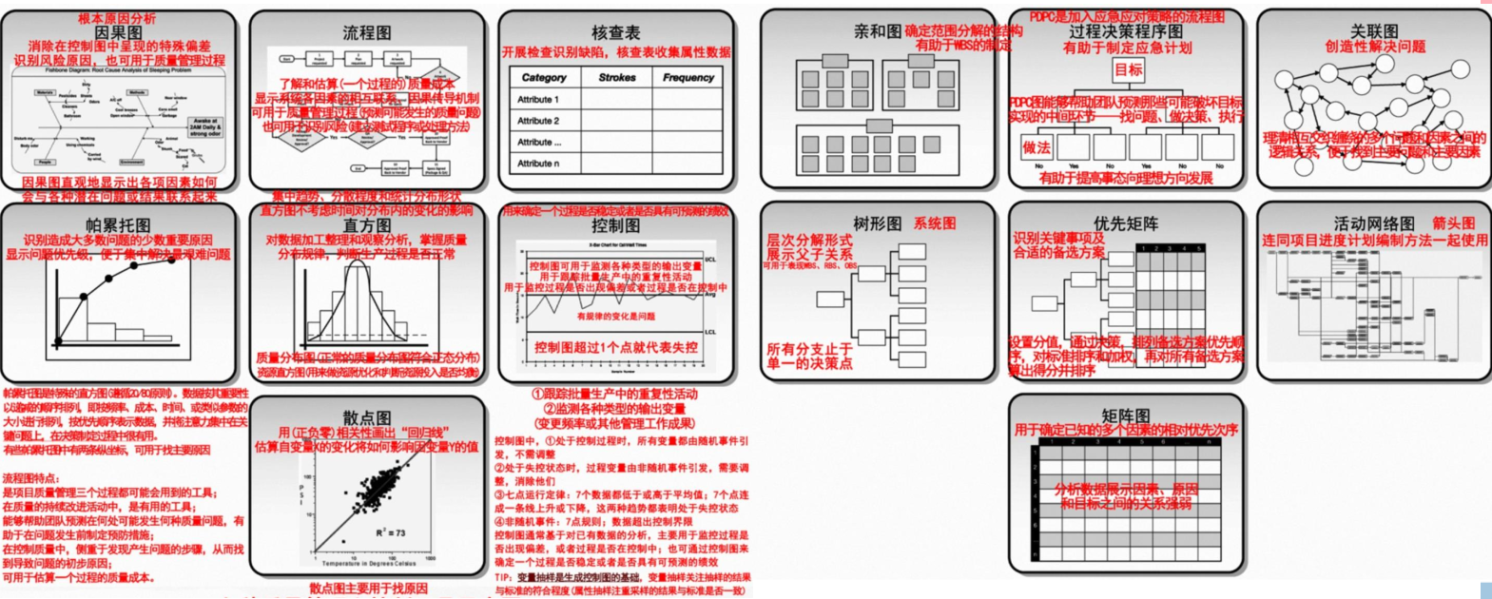 根本原因分析
因果图
消除在控制图中呈现的特殊偏差
识别风险原因，也可用于质量管理过程
Fishbone Diagram: Root Cause Analysis of Sleeping Problem
Materials
Methods
Awake at 2AM Daily & strong odor
People
Environment
因果图直观地显示出各项因素如何
会与各种潜在问题或结果联系起来
流程图
了解和估算(一个过程的)质量成本
显示系统各因素的相互联系、因果传导机制
可用于质量管理过程(预测可能发生的质量问题)
也可用于识别风险(建立测试程序或处理方法)
核查表
开展检查识别缺陷，核查表收集属性数据
Category Strokes Frequency
Attribute 1
Attribute 2
Attribute ...
Attribute n
亲和图
确定范围分解的结构
有助于WBS的制定
PDPC是加入应急应对策略的流程图
过程决策程序图
有助于制定应急计划
目标
PDPC图能够帮助团队预测那些可能破坏目标
实现的中间环节——找问题、做决策、执行
做法
No Yes No Yes Yes No
有助于提高事态向理想方向发展
关联图
创造性解决问题
理清相互交织缠绕的多个问题和因素之间的
逻辑关系，便于找到主要问题和主要因素
帕累托图
识别造成大多数问题的少数重要原因
显示问题优先级，便于集中解决量艰难问题
集中趋势、分散程度和统计分布形状
直方图不考虑时间对分布内的变化的影响
直方图
对数据加工整理和观察分析，掌握质量
分布规律，判断生产过程是否正常
质量分布图(正常的质量分布图符合正态分布)
资源直方图(用来做资源优化和判断资源投入是否均衡)
用来确定一个过程是否稳定或者是否具有可预测的绩效
控制图
UCL
控制图可用于监测各种类型的输出变量
用于跟踪批量生产中的重复性活动
用于监控过程是否出现偏差或者过程是否在控制中
有规律的变化是问题
LCL
控制图超过1个点就代表失控
树形图 系统图
层次分解形式
展示父子关系
可用于表现WBS、RBS、OBS
所有分支止于
单一的决策点
优先矩阵
识别关键事项及
合适的备选方案
1 2 3 4 5
设置分值，通过决策，排列备选方案优先顺
序，对标准排序和加权，再对所有备选方案
算出得分并排序
活动网络图 箭头图
连同项目进度计划编制方法一起使用
帕累托图是特殊的直方图(遵循20/80原则)。数据按其重要性
以递减的顺序排列，即按频率、成本、时间、或类似参数的
大小进行排列，按优先顺序表示数据，并将注意力集中在关
键问题上，在决策制定过程中很有用。
有些帕累托图中有两条纵坐标，可用于找主要原因
流程图特点：
是项目质量管理三个过程都可能会用到的工具；
在质量的持续改进活动中，是有用的工具；
能够帮助团队预测在何处可能发生何种质量问题，有
助于在问题发生前制定预防措施；
在控制质量中，侧重于发现产生问题的步骤，从而找
到导致问题的初步原因；
可用于估算一个过程的质量成本。
散点图
用(正负零)相关性画出“回归线”
估算自变量X的变化将如何影响因变量Y的值
R² = 73
Temperature in Degrees Celsius
散点图主要用于找原因
①跟踪批量生产中的重复性活动
②监测各种类型的输出变量
(变更频率或其他管理工作成果)
控制图中，①处于控制过程时，所有变量都由随机事件引
发，不需调整
②处于失控状态时，过程变量由非随机事件引发，需要调
整，消除他们
③七点运行定律：7个数据都低于或高于平均值；7个点连
成一条线上升或下降，这两种趋势都表明处于失控状态
④非随机事件：7点规则；数据超出控制界限
控制图通常基于对已有数据的分析，主要用于监控过程是
否出现偏差，或者过程是否在控制中；也可通过控制图来
确定一个过程是否稳定或者是否具有可预测的绩效
TIP：变量抽样是生成控制图的基础，变量抽样关注抽样的结果
与标准的符合程度(属性抽样注重采样的结果与标准是否一致)
矩阵图
用于确定已知的多个因素的相对优先次序
分析数据展示因素、原因
和目标之间的关系强弱